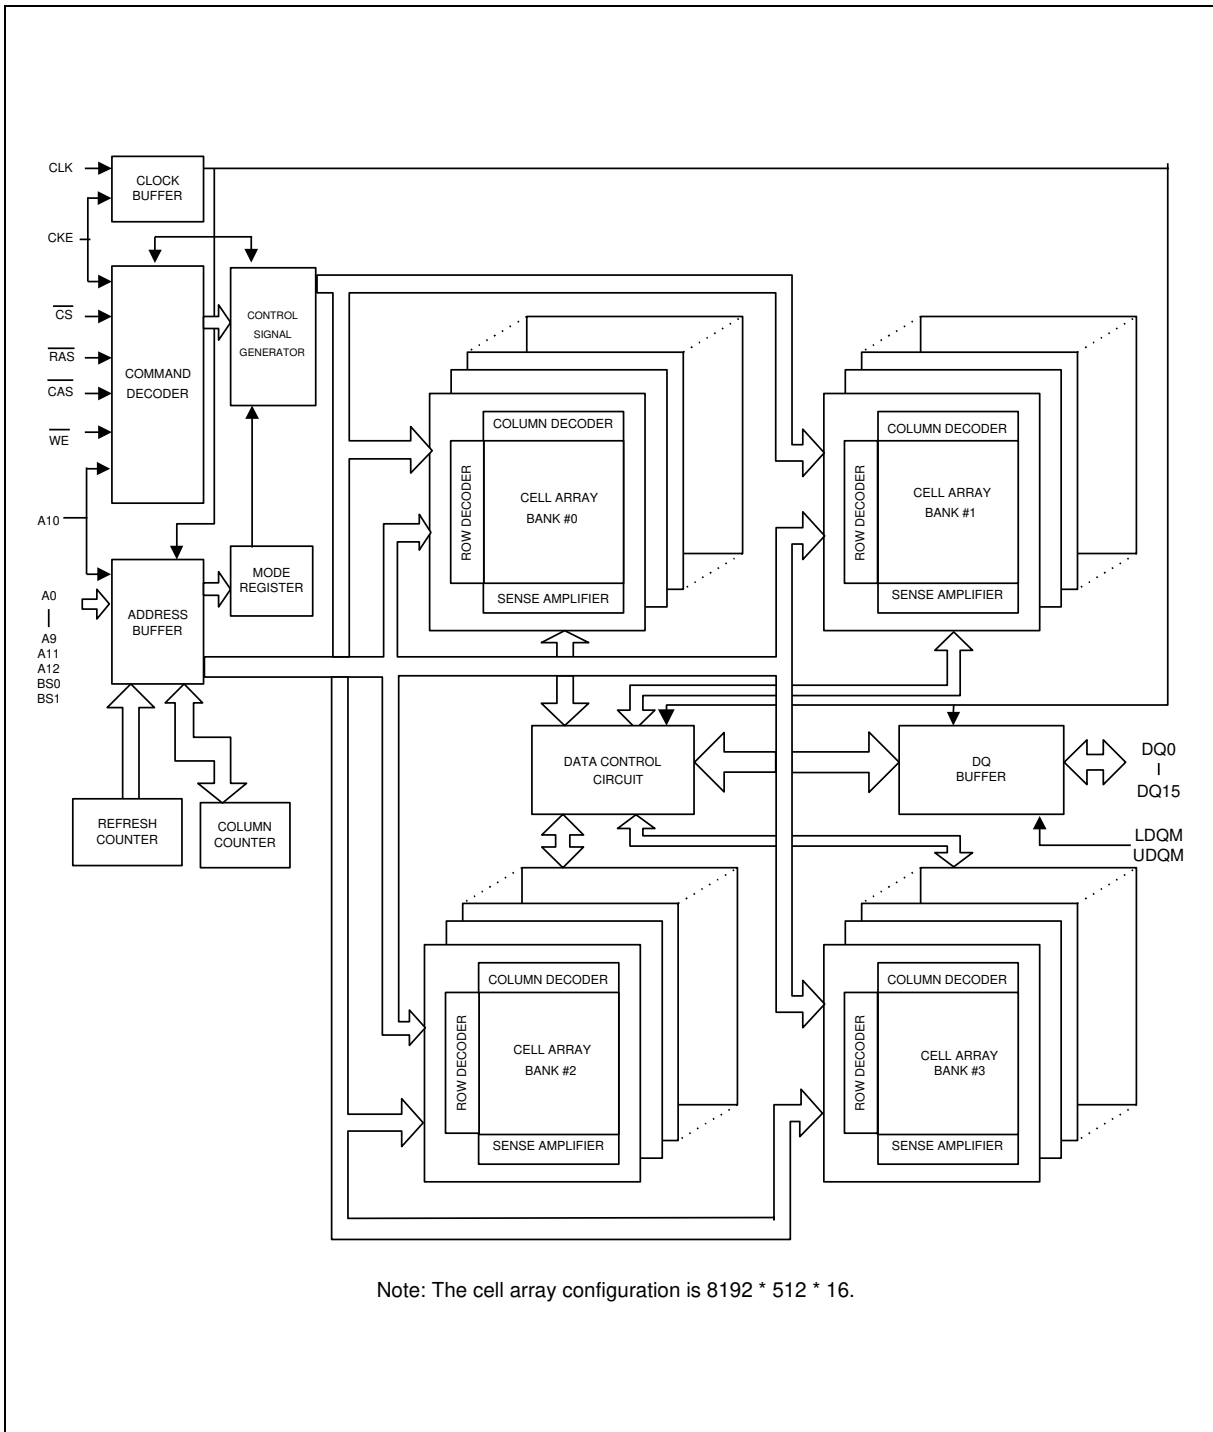 CLK
CLOCK
BUFFER
CKE
CS
RAS
CAS
WE
COMMAND
DECODER
CONTROL
SIGNAL
GENERATOR
A10
A0
A9
A11
A12
BS0
BS1
ADDRESS
BUFFER
MODE
REGISTER
REFRESH
COUNTER
COLUMN
COUNTER
COLUMN DECODER
ROW DECODER
CELL ARRAY
BANK #0
SENSE AMPLIFIER
COLUMN DECODER
ROW DECODER
CELL ARRAY
BANK #1
SENSE AMPLIFIER
DATA CONTROL
CIRCUIT
DQ
BUFFER
DQ0
DQ15
LDQM
UDQM
COLUMN DECODER
ROW DECODER
CELL ARRAY
BANK #2
SENSE AMPLIFIER
COLUMN DECODER
ROW DECODER
CELL ARRAY
BANK #3
SENSE AMPLIFIER
Note: The cell array configuration is 8192 * 512 * 16.